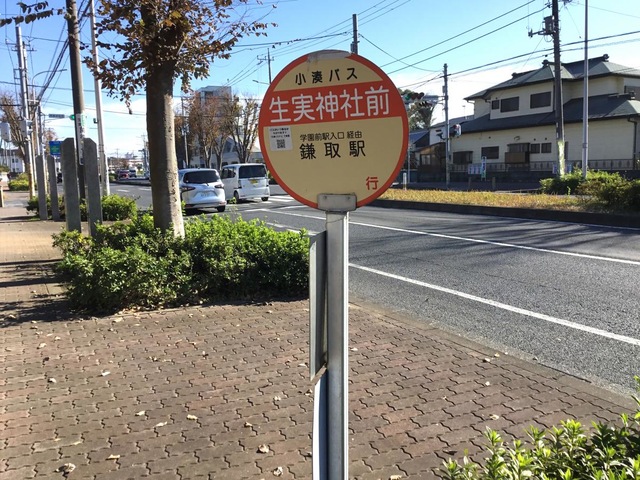 小湊バス
生実神社前
学園前駅入口 経由
鎌取駅
行